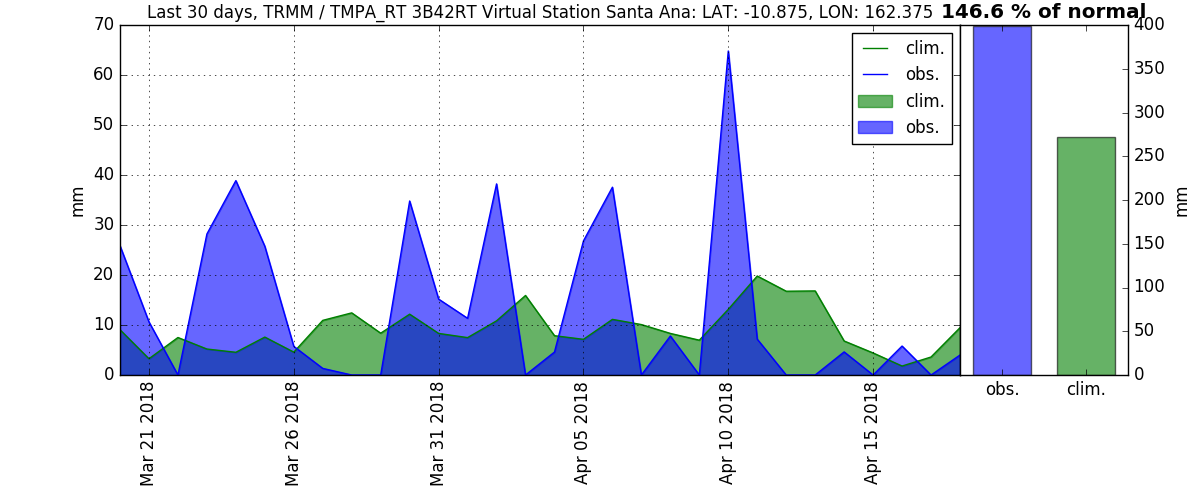 Last 30 days, TRMM / TMPA_RT 3B42RT Virtual Station Santa Ana: LAT: -10.875, LON: 162.375 146.6 % of normal
70
60
50
40
30
20
10
0
mm
clim.
obs.
clim.
obs.
Mar 21 2018
Mar 26 2018
Mar 31 2018
Apr 05 2018
Apr 10 2018
Apr 15 2018
400
350
300
250
200
150
100
50
0
mm
obs. clim.